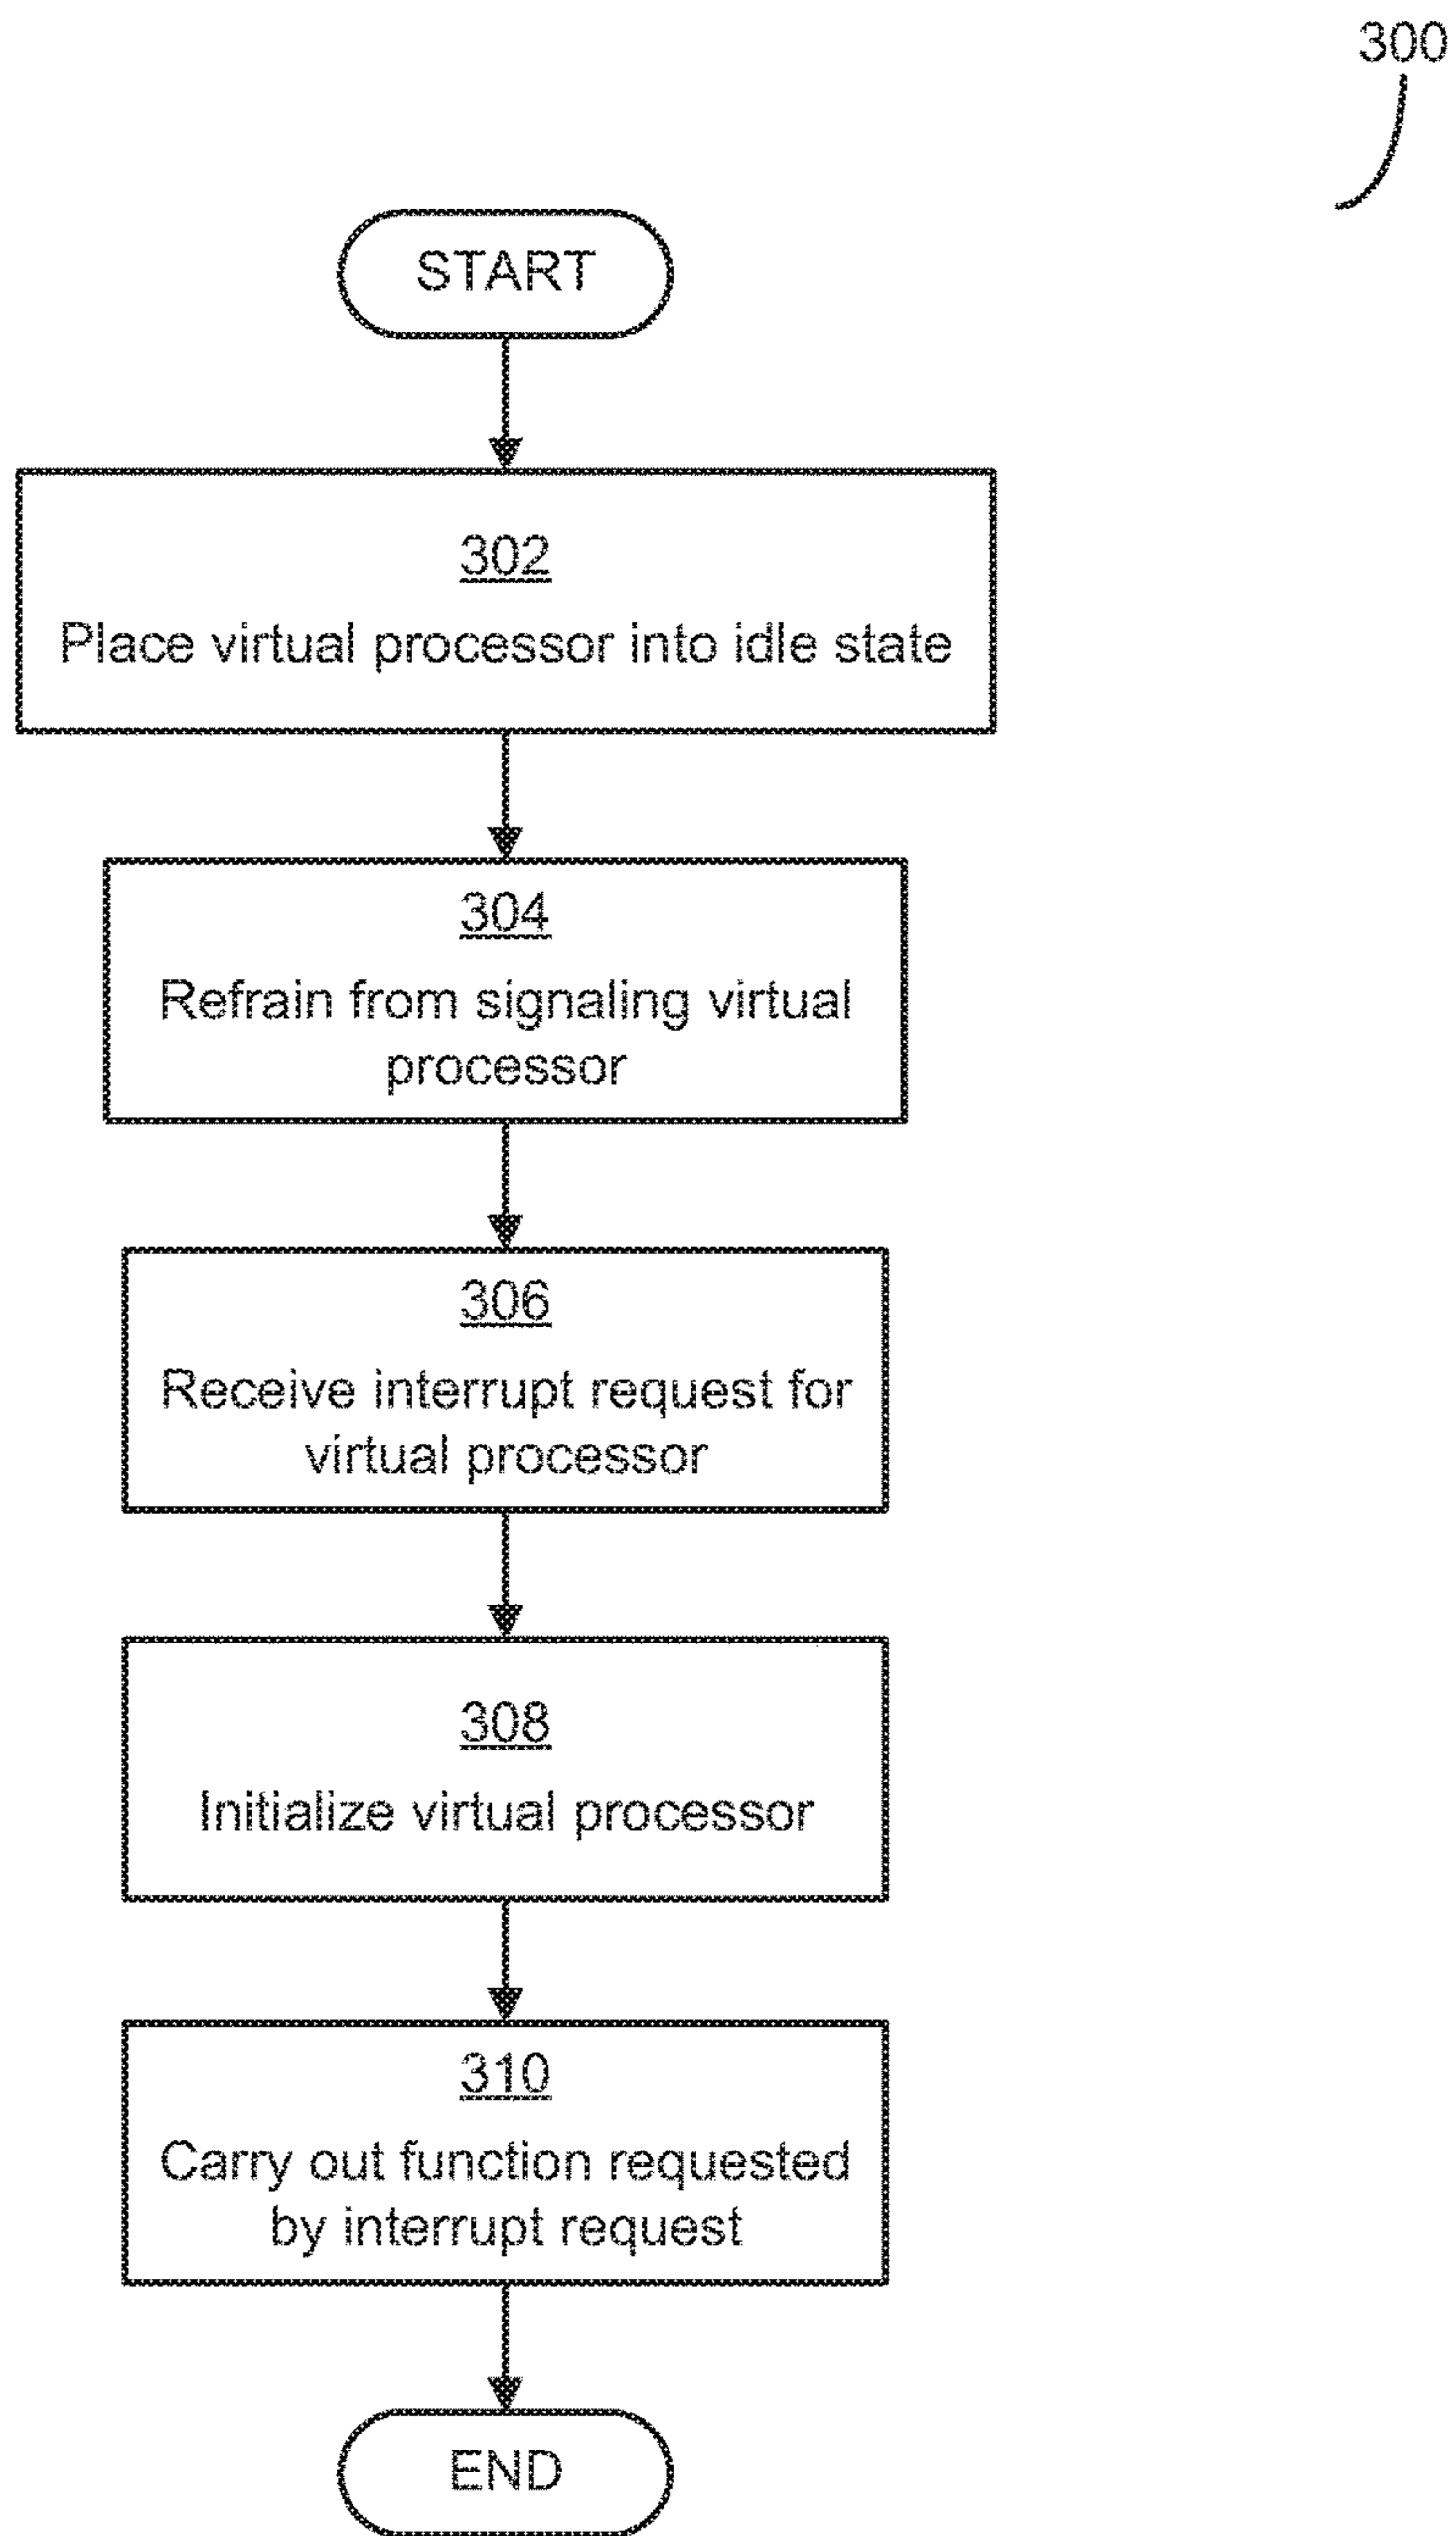 300
START
302
Place virtual processor into idle state
304
Refrain from signaling virtual
processor
306
Receive interrupt request for
virtual processor
308
Initialize virtual processor
310
Carry out function requested
by interrupt request
END